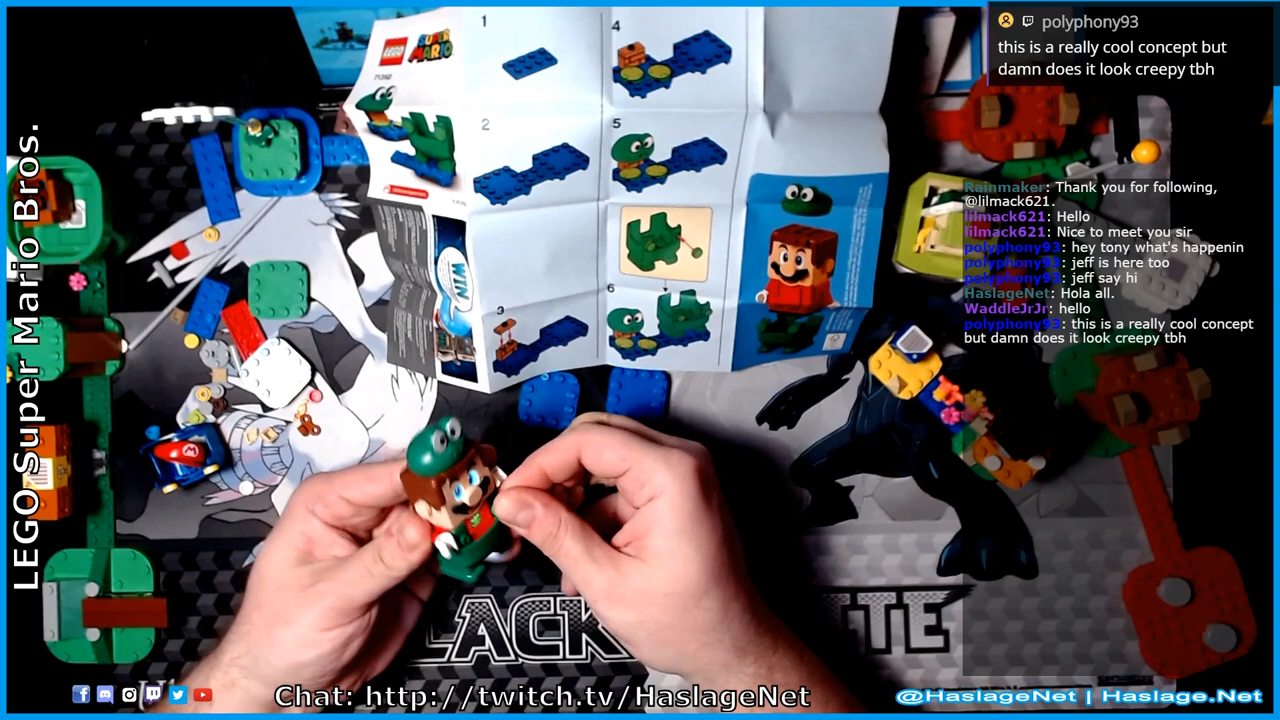 polyphony93
this is a really cool concept but
damn does it look creepy tbh
LEGO Super Mario Bros.
LEGO
SUPER
MARIO
71392
1
2
3
4
5
6
WIN
M
Rainmaker: Thank you for following,
@lilmack621.
lilmack621: Hello
lilmack621: Nice to meet you sir
polyphony93: hey tony what's happenin
polyphony93: jeff is here too
polyphony93: jeff say hi
HaslageNet: Hola all.
WaddleJrJr: hello
polyphony93: this is a really cool concept
but damn does it look creepy tbh
Chat: http://twitch.tv/HaslageNet
@HaslageNet | Haslage.Net